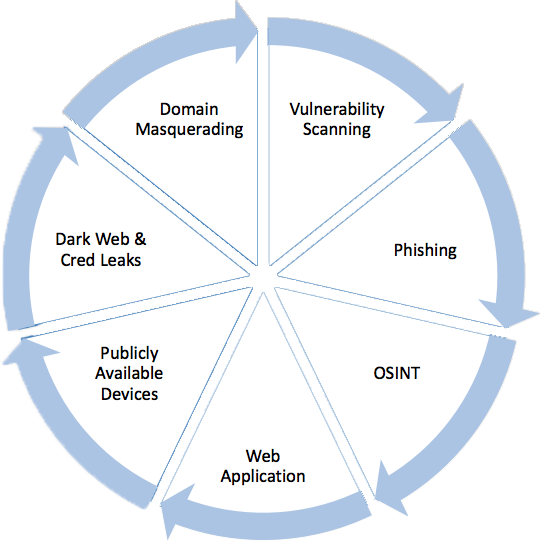 Domain
Masquerading
Vulnerability
Scanning
Phishing
OSINT
Web
Application
Publicly
Available
Devices
Dark Web &
Cred Leaks